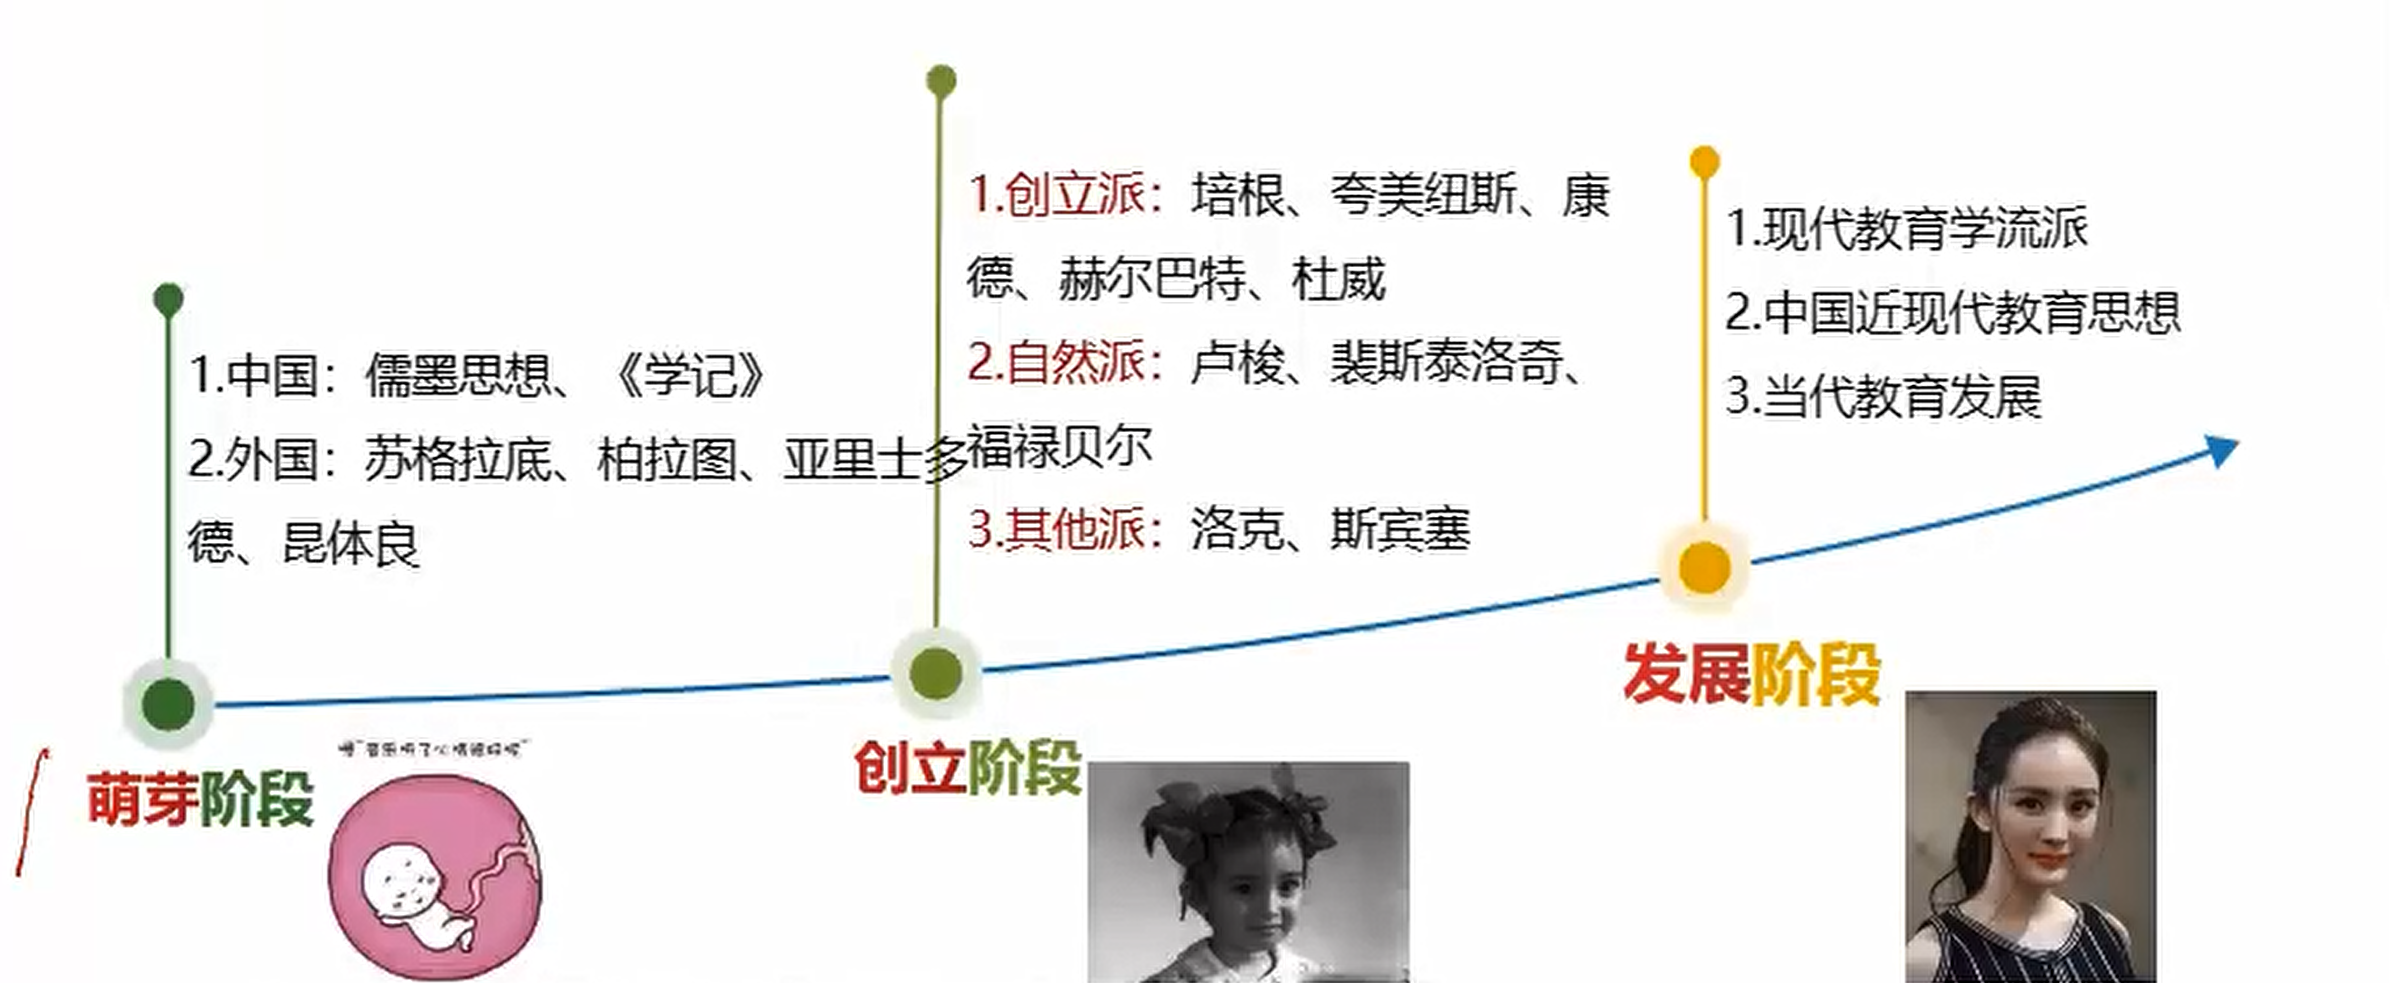 1.中国：儒墨思想、《学记》
2.外国：苏格拉底、柏拉图、亚里士多
德、昆体良
萌芽阶段
1.创立派：培根、夸美纽斯、康
德、赫尔巴特、杜威
2.自然派：卢梭、裴斯泰洛奇、
福禄贝尔
3.其他派：洛克、斯宾塞
创立阶段
1.现代教育学流派
2.中国近现代教育思想
3.当代教育发展
发展阶段